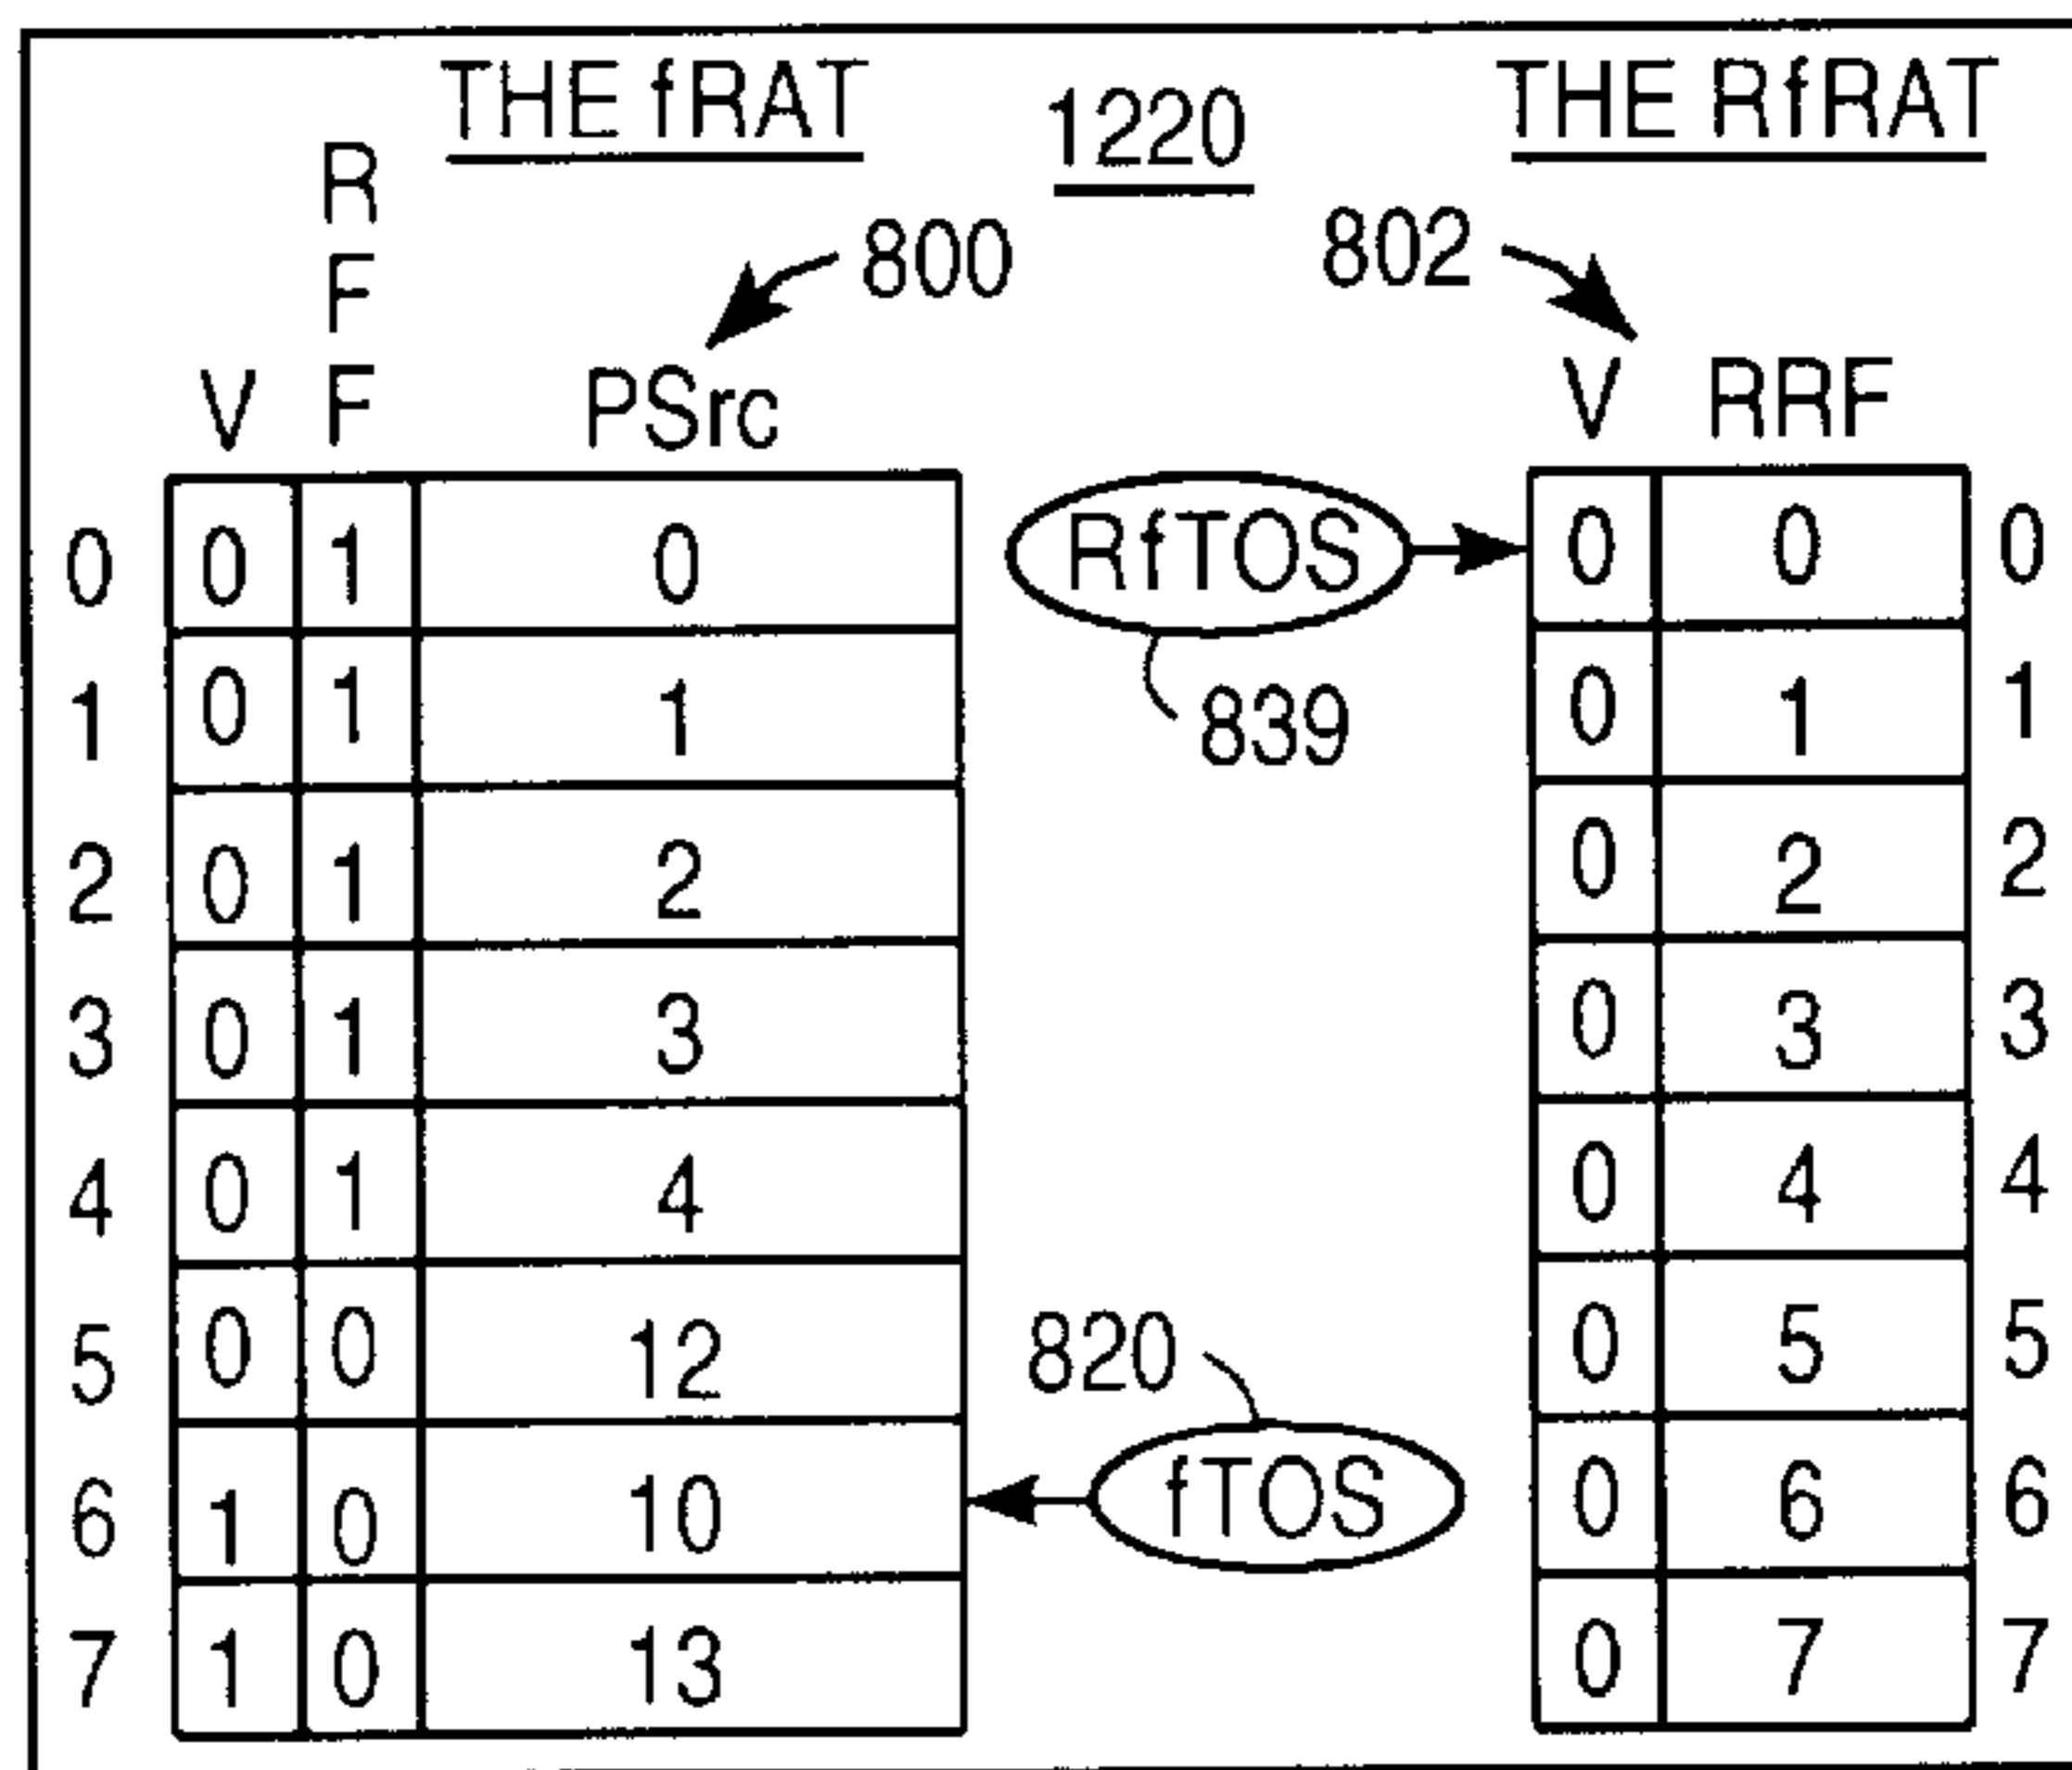 THE fRAT 1220 THE RfRAT
RFF
800 802
V PSrc V RRF
0 0 1 0 RfTOS 0 0 0
1 0 1 1 839 0 1 1
2 0 1 2 0 2 2
3 0 1 3 0 3 3
4 0 1 4 0 4 4
5 0 0 12 820 0 5 5
6 1 0 10 fTOS 0 6 6
7 1 0 13 0 7 7